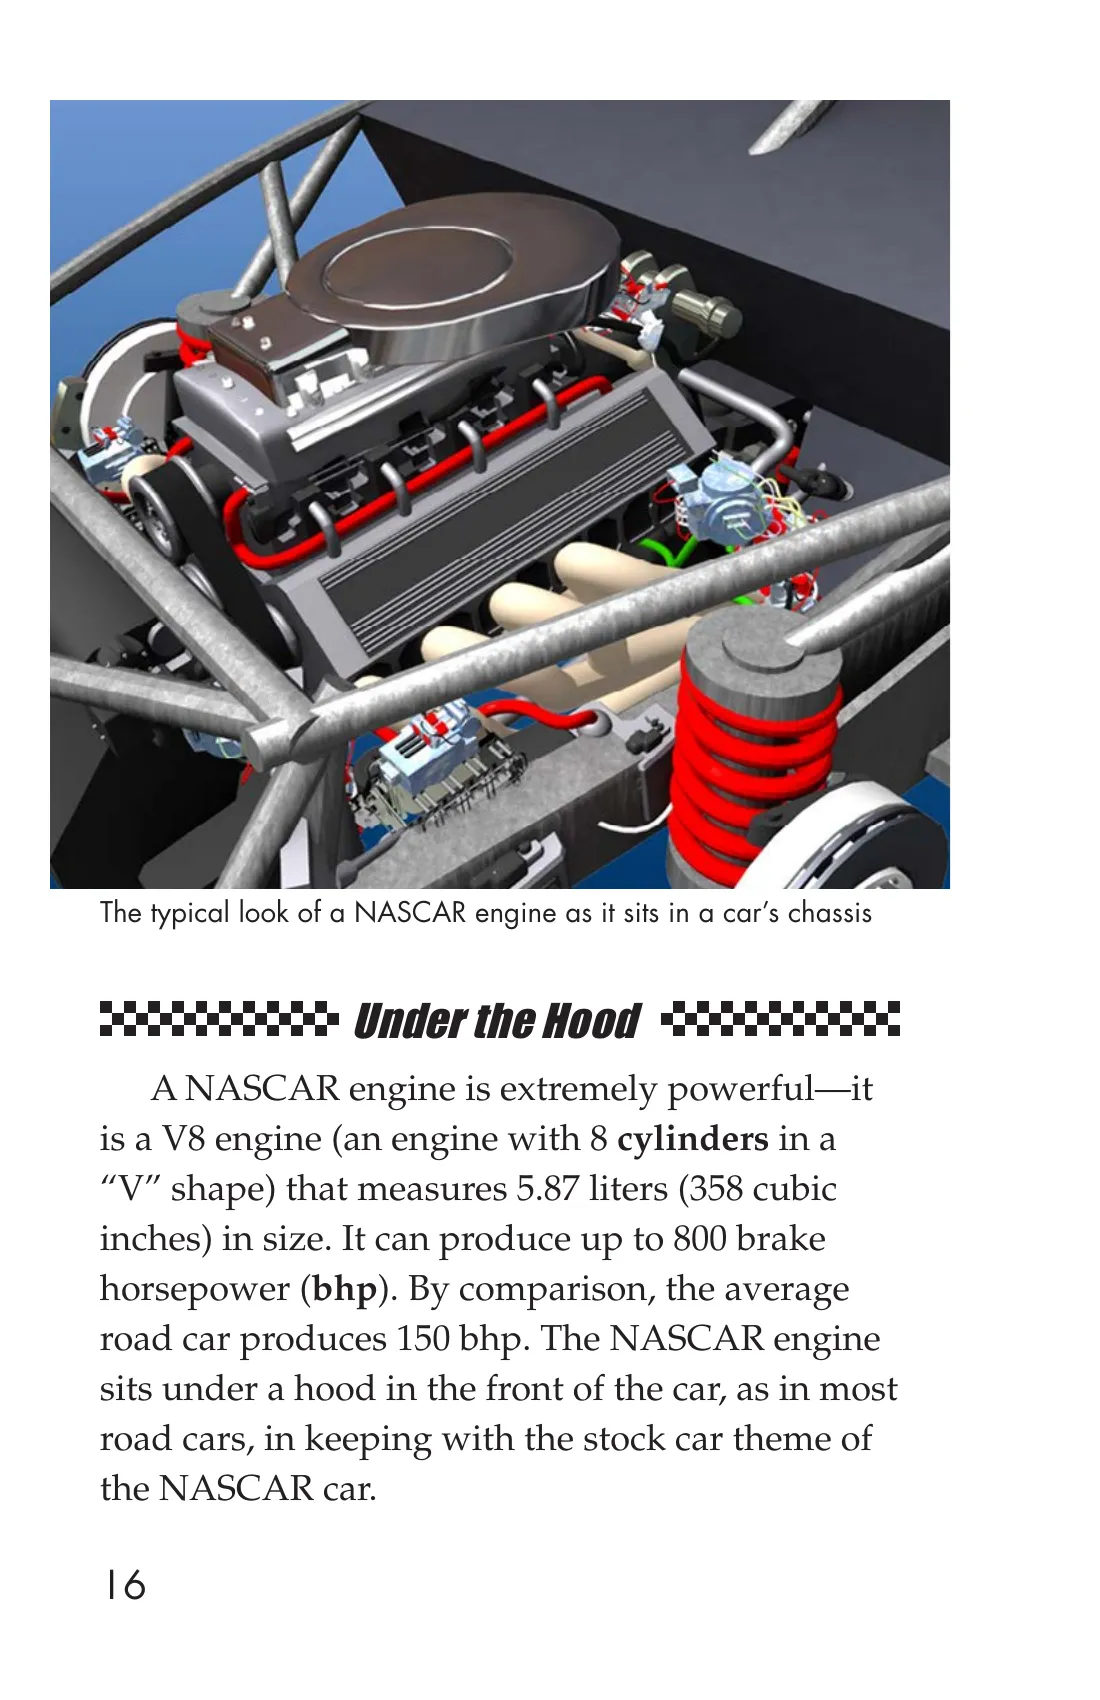 The typical look of a NASCAR engine as it sits in a car’s chassis
Under the Hood
A NASCAR engine is extremely powerful—it
is a V8 engine (an engine with 8 cylinders in a
“V” shape) that measures 5.87 liters (358 cubic
inches) in size. It can produce up to 800 brake
horsepower (bhp). By comparison, the average
road car produces 150 bhp. The NASCAR engine
sits under a hood in the front of the car, as in most
road cars, in keeping with the stock car theme of
the NASCAR car.
16